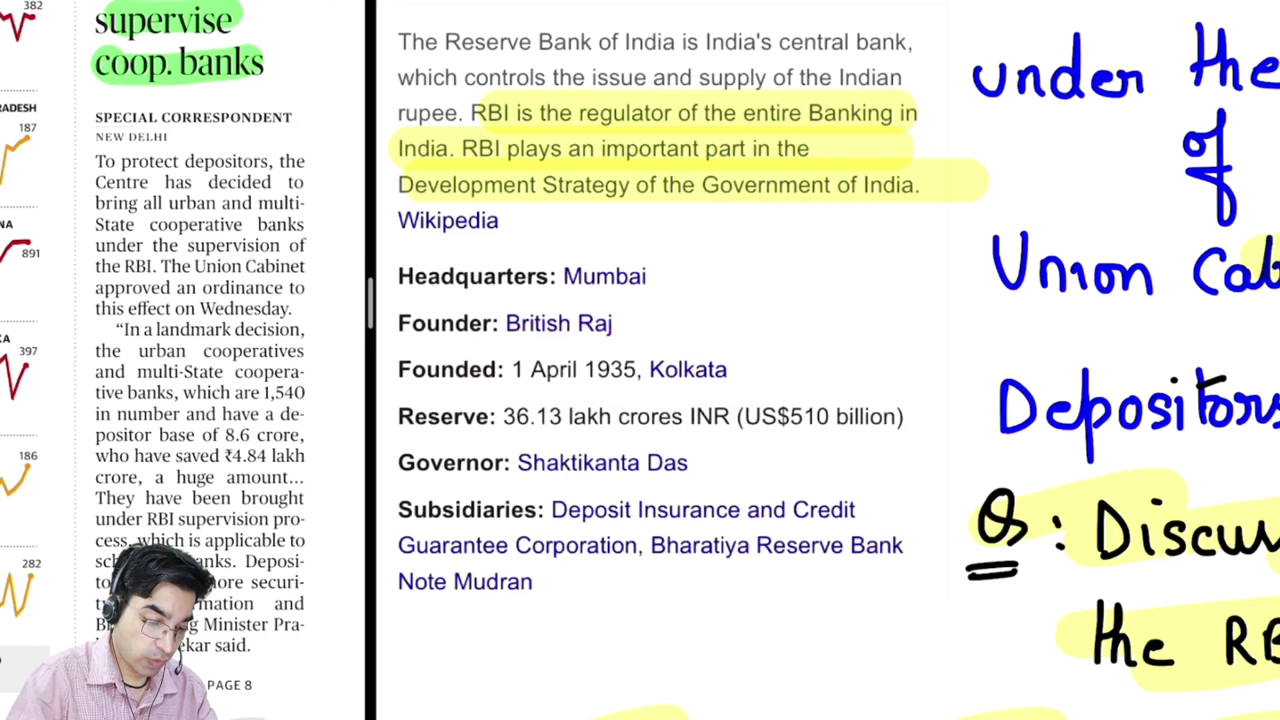 382
RADESH
187
NA
891
KA
397
186
282
supervise
coop. banks
SPECIAL CORRESPONDENT
NEW DELHI
To protect depositors, the
Centre has decided to
bring all urban and multi-
State cooperative banks
under the supervision of
the RBI. The Union Cabinet
approved an ordinance to
this effect on Wednesday.
“In a landmark decision,
the urban cooperatives
and multi-State coopera-
tive banks, which are 1,540
in number and have a de-
positor base of 8.6 crore,
who have saved ₹4.84 lakh
crore, a huge amount...
They have been brought
under RBI supervision pro-
cess, which is applicable to
anks. Deposi-
ore securi-
rmation and
g Minister Pra-
ekar said.
PAGE 8
The Reserve Bank of India is India's central bank,
which controls the issue and supply of the Indian
rupee. RBI is the regulator of the entire Banking in
India. RBI plays an important part in the
Development Strategy of the Government of India.
Wikipedia
Headquarters: Mumbai
Founder: British Raj
Founded: 1 April 1935, Kolkata
Reserve: 36.13 lakh crores INR (US$510 billion)
Governor: Shaktikanta Das
Subsidiaries: Deposit Insurance and Credit
Guarantee Corporation, Bharatiya Reserve Bank
Note Mudran
under the
of
Union Cab
Depositors
Qs: Discus
the RB